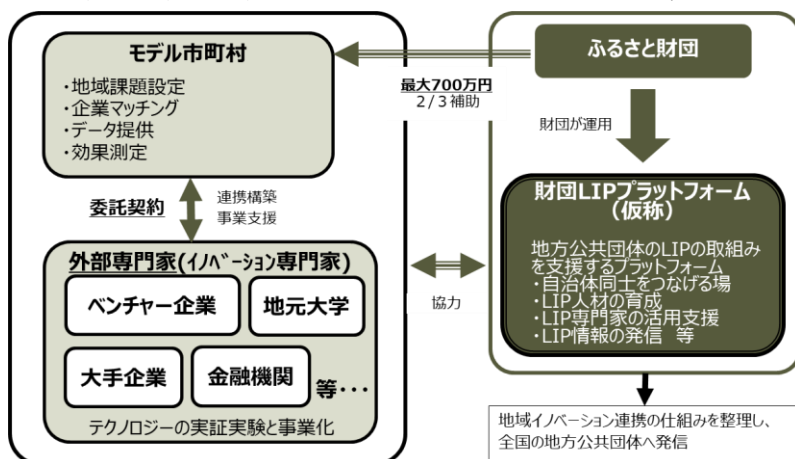 モデル市町村
・地域課題設定
・企業マッチング
・データ提供
・効果測定
最大700万円
2/3補助
ふるさと財団
財団が運用
委託契約
連携構築
事業支援
財団LIPプラットフォーム
(仮称)
地方公共団体のLIPの取組み
を支援するプラットフォーム
・自治体同士をつなげる場
・LIP人材の育成
・LIP専門家の活用支援
・LIP情報の発信 等
外部専門家(イノベーション専門家)
ベンチャー企業
地元大学
大手企業
金融機関
等・・・
テクノロジーの実証実験と事業化
協力
地域イノベーション連携の仕組みを整理し、
全国の地方公共団体へ発信